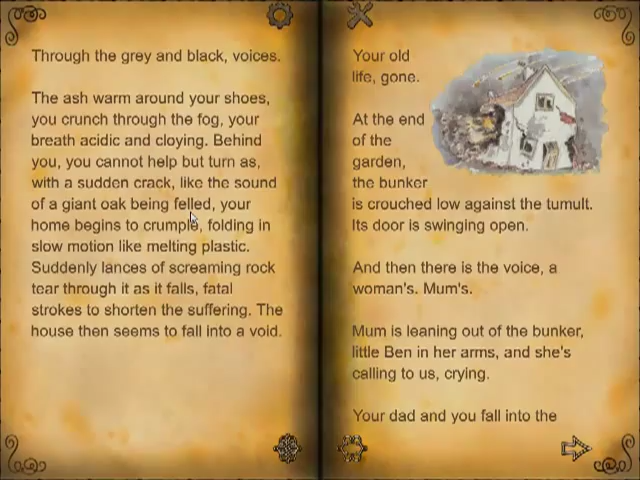 Through the grey and black, voices.
The ash warm around your shoes,
you crunch through the fog, your
breath acidic and cloying. Behind
you, you cannot help but turn as,
with a sudden crack, like the sound
of a giant oak being felled, your
home begins to crumple, folding in
slow motion like melting plastic.
Suddenly lances of screaming rock
tear through it as it falls, fatal
strokes to shorten the suffering. The
house then seems to fall into a void.
Your old
life, gone.
At the end
of the
garden,
the bunker
is crouched low against the tumult.
Its door is swinging open.
And then there is the voice, a
woman's. Mum's.
Mum is leaning out of the bunker,
little Ben in her arms, and she's
calling to us, crying.
Your dad and you fall into the